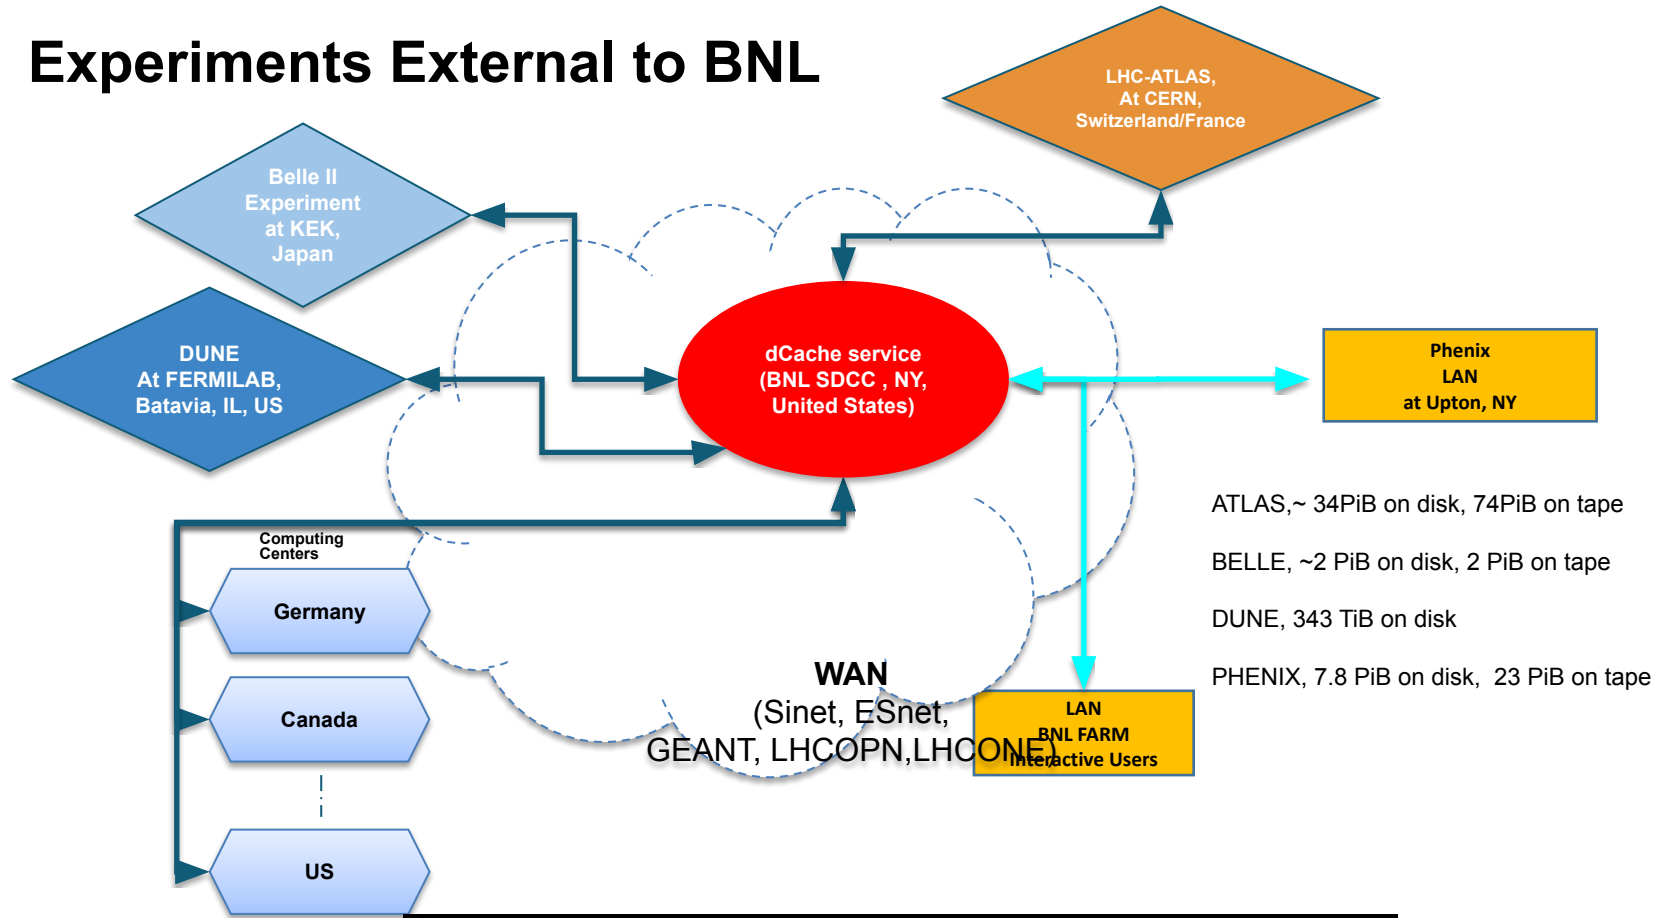 Experiments External to BNL
LHC-ATLAS,
At CERN,
Switzerland/France
Belle II
Experiment
at KEK,
Japan
DUNE
At FERMILAB,
Batavia, IL, US
dCache service
(BNL SDCC , NY,
United States)
Phenix
LAN
at Upton, NY
ATLAS,~ 34PiB on disk, 74PiB on tape
BELLE, ~2 PiB on disk, 2 PiB on tape
DUNE, 343 TiB on disk
PHENIX, 7.8 PiB on disk,  23 PiB on tape
Computing
Centers
Germany
Canada
US
WAN
(Sinet, ESnet,
GEANT, LHCOPN,LHCONE)
LAN
BNL FARM
Interactive Users